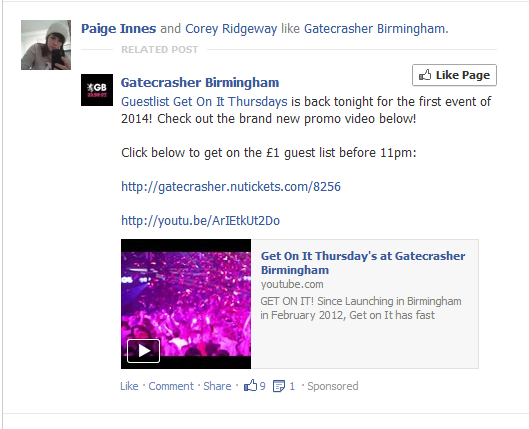 Paige Innes and Corey Ridgeway like Gatecrasher Birmingham.
RELATED POST
GB
Gatecrasher Birmingham
Like Page
Guestlist Get On It Thursdays is back tonight for the first event of
2014! Check out the brand new promo video below!
Click below to get on the £1 guest list before 11pm:
http://gatecrasher.nutickets.com/8256
http://youtu.be/ArIEtkUt2Do
Get On It Thursday's at Gatecrasher
Birmingham
youtube.com
GET ON IT! Since Launching in Birmingham
in February 2012, Get on It has fast
Like · Comment · Share · 9 1 · Sponsored